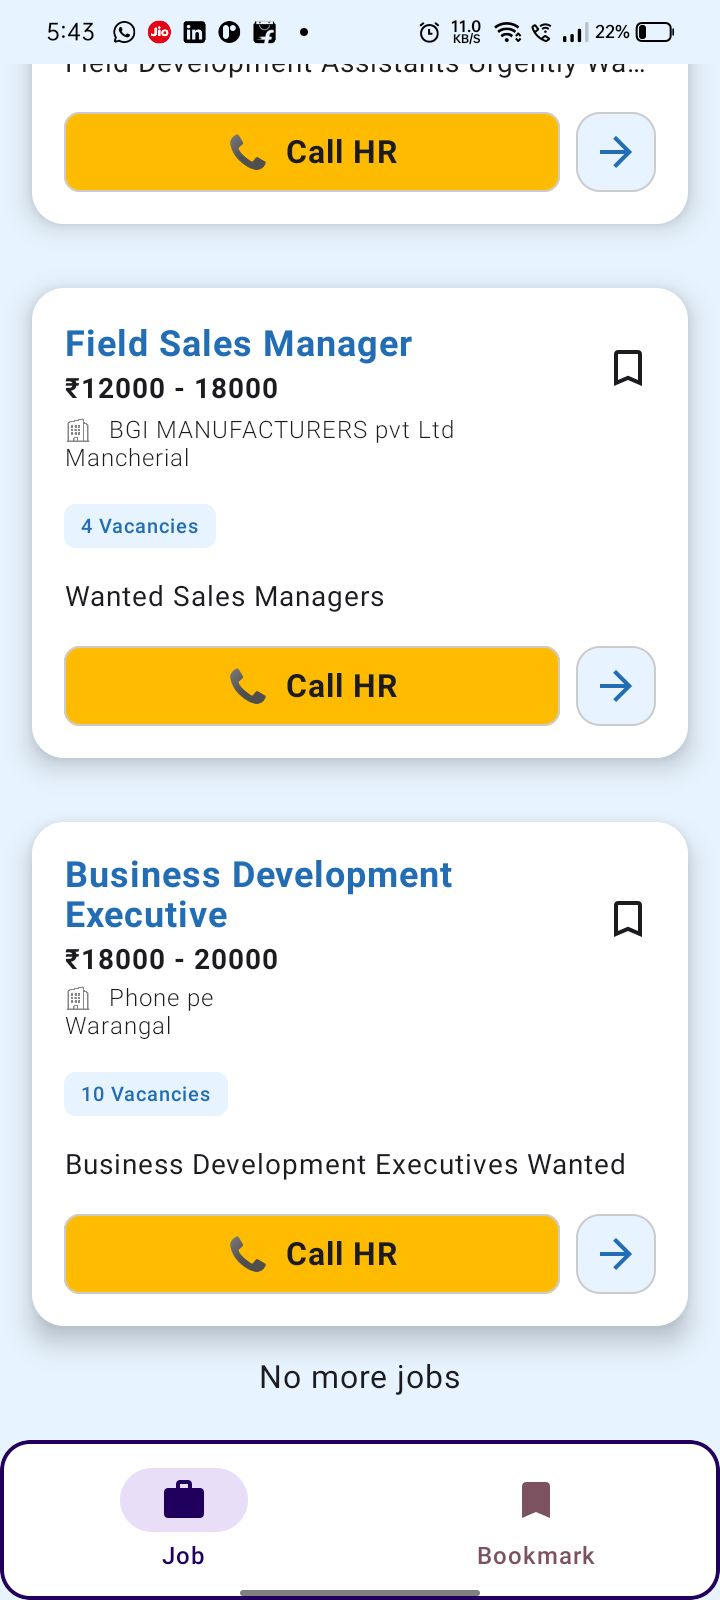 5:43 11.0 KB/S 22%
Field Development Assistants Urgently Wa...
Call HR
Field Sales Manager
₹12000 - 18000
BGI MANUFACTURERS pvt Ltd
Mancherial
4 Vacancies
Wanted Sales Managers
Call HR
Business Development
Executive
₹18000 - 20000
Phone pe
Warangal
10 Vacancies
Business Development Executives Wanted
Call HR
No more jobs
Job Bookmark